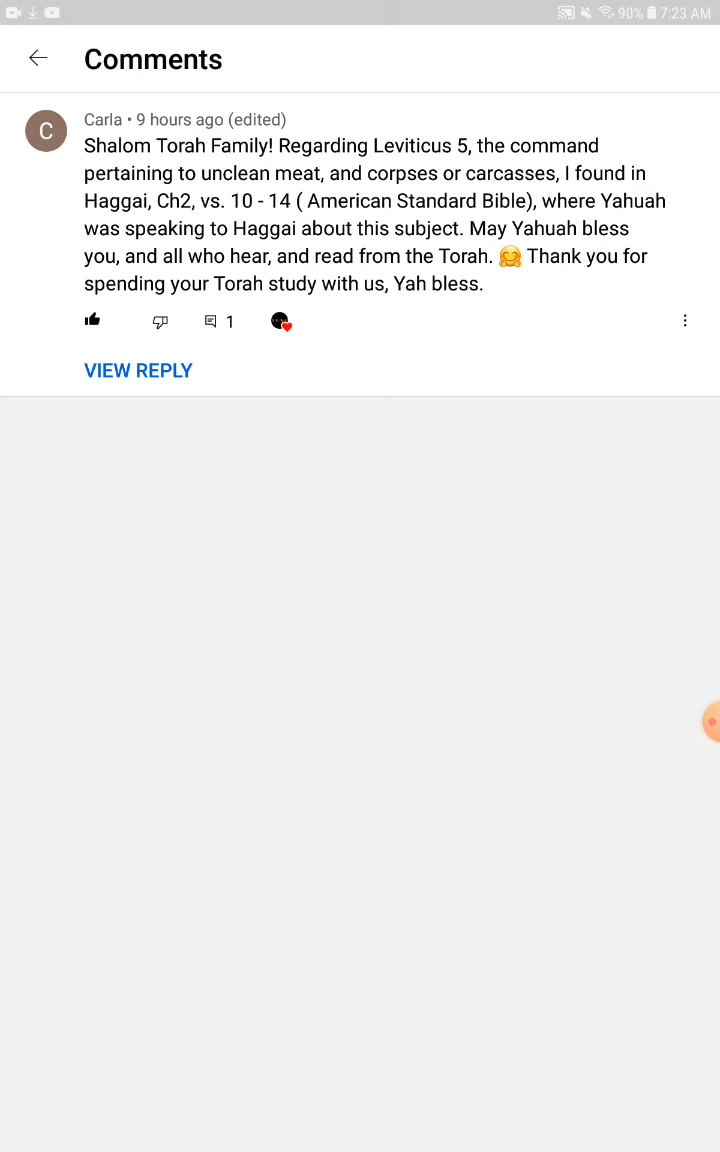 90% 7:23 AM
Comments
C
Carla • 9 hours ago (edited)
Shalom Torah Family! Regarding Leviticus 5, the command
pertaining to unclean meat, and corpses or carcasses, I found in
Haggai, Ch2, vs. 10 - 14 ( American Standard Bible), where Yahuah
was speaking to Haggai about this subject. May Yahuah bless
you, and all who hear, and read from the Torah. 🤗 Thank you for
spending your Torah study with us, Yah bless.
1
VIEW REPLY